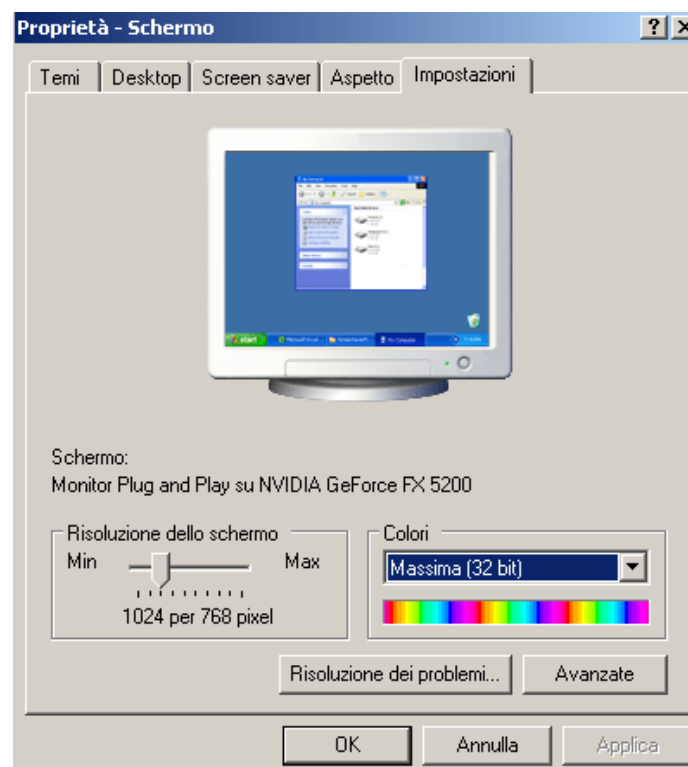 Proprietà - Schermo
Temi Desktop Screen saver Aspetto Impostazioni
Schermo:
Monitor Plug and Play su NVIDIA GeForce FX 5200
Risoluzione dello schermo
Min Max
1024 per 768 pixel
Colori
Massima (32 bit)
Risoluzione dei problemi... Avanzate
OK Annulla Applica